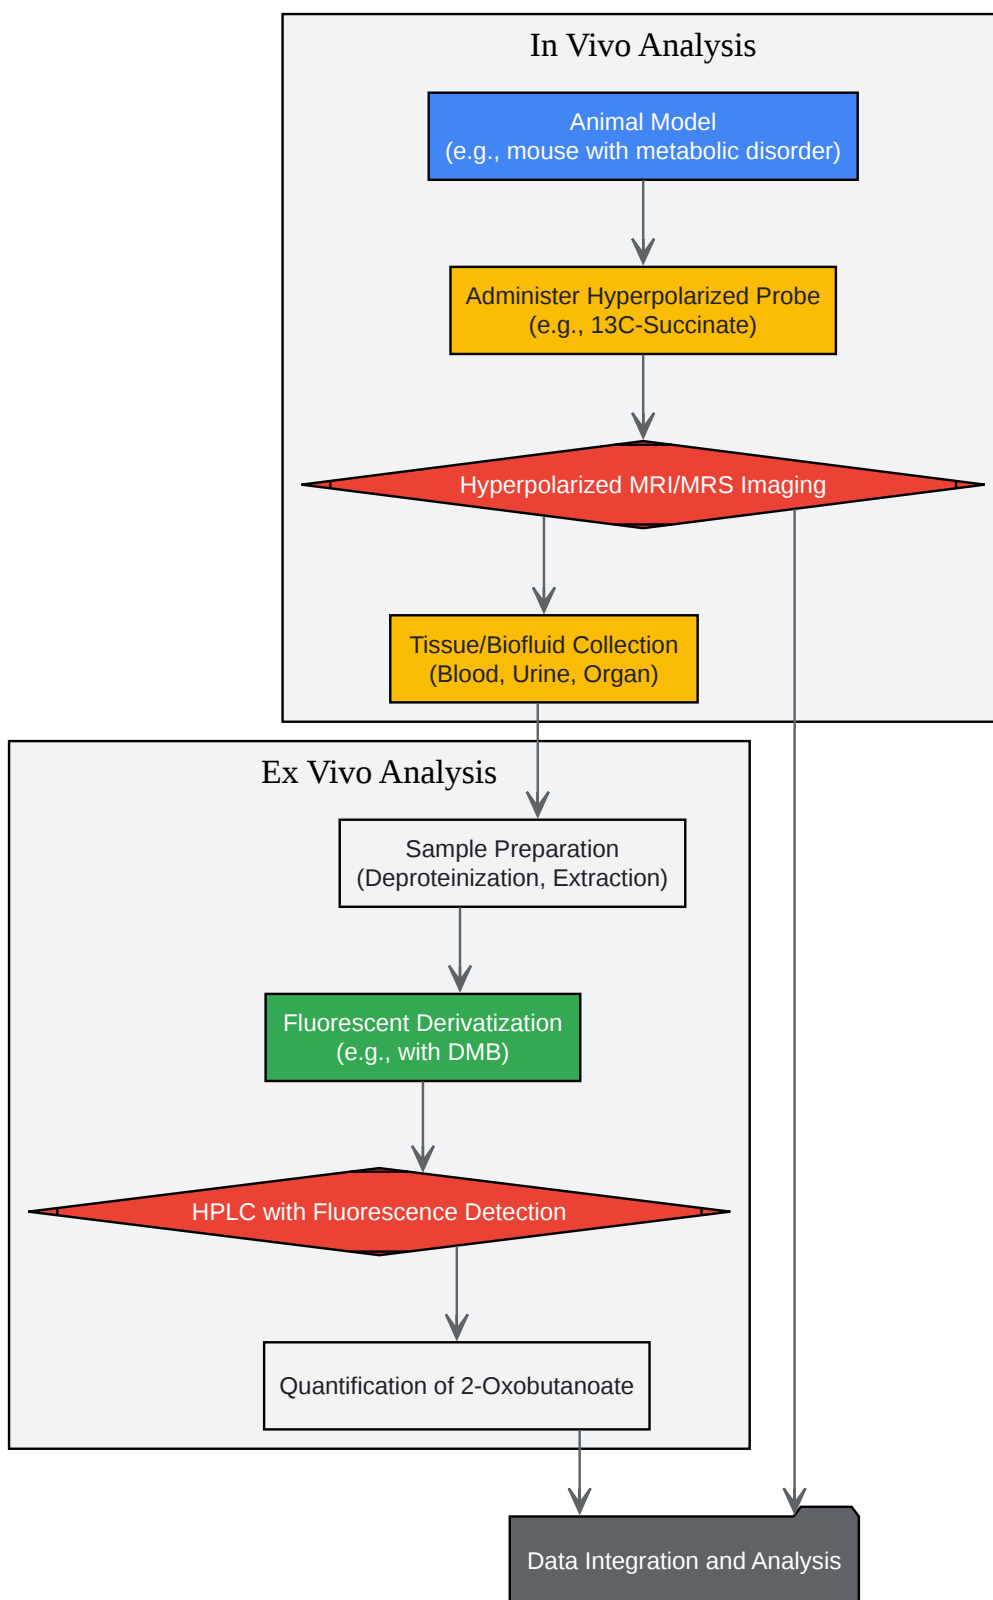 In Vivo Analysis
Animal Model
(e.g., mouse with metabolic disorder)
Administer Hyperpolarized Probe
(e.g., 13C-Succinate)
Hyperpolarized MRI/MRS Imaging
Tissue/Biofluid Collection
(Blood, Urine, Organ)
Ex Vivo Analysis
Sample Preparation
(Deproteinization, Extraction)
Fluorescent Derivatization
(e.g., with DMB)
HPLC with Fluorescence Detection
Quantification of 2-Oxobutanoate
Data Integration and Analysis